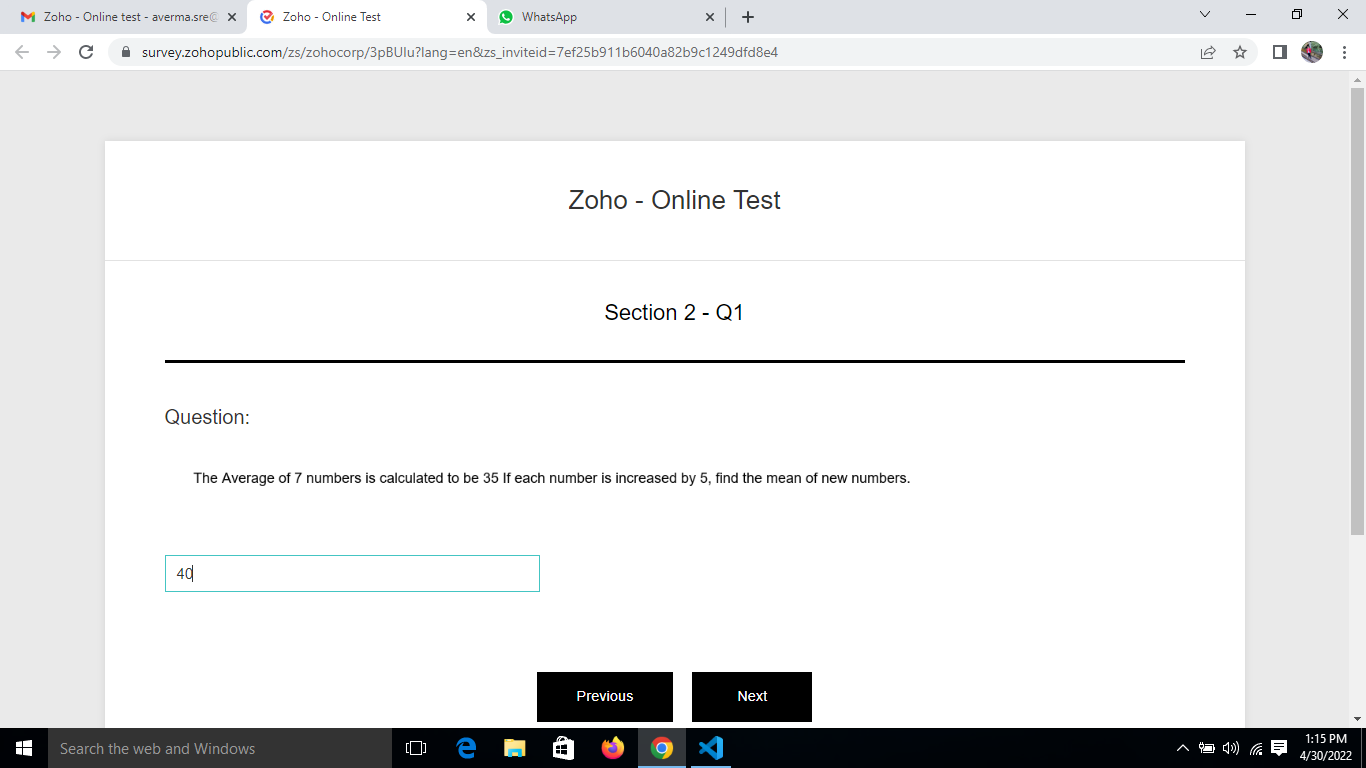 Zoho - Online test - averma.sre@
Zoho - Online Test
WhatsApp
survey.zohopublic.com/zs/zohocorp/3pBUIu?lang=en&zs_inviteid=7ef25b911b6040a82b9c1249dfd8e4
Zoho - Online Test
Section 2 - Q1
Question:
The Average of 7 numbers is calculated to be 35 If each number is increased by 5, find the mean of new numbers.
40
Previous
Next
Search the web and Windows
1:15 PM
4/30/2022